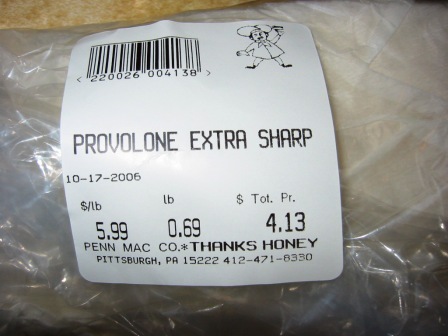 < 220026 004138 >
PROVOLONE EXTRA SHARP
10-17-2006
$/lb lb $ Tot. Pr.
5.99 0.69 4.13
PENN MAC CO.*THANKS HONEY
PITTSBURGH, PA 15222 412-471-8330